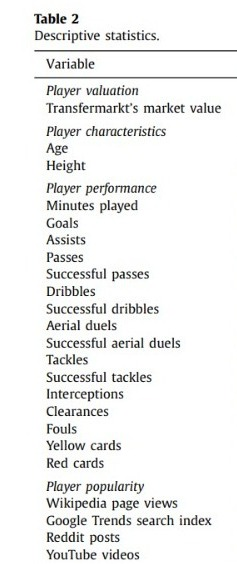 Table 2
Descriptive statistics.
Variable
Player valuation
Transfermarkt's market value
Player characteristics
Age
Height
Player performance
Minutes played
Goals
Assists
Passes
Successful passes
Dribbles
Successful dribbles
Aerial duels
Successful aerial duels
Tackles
Successful tackles
Interceptions
Clearances
Fouls
Yellow cards
Red cards
Player popularity
Wikipedia page views
Google Trends search index
Reddit posts
YouTube videos